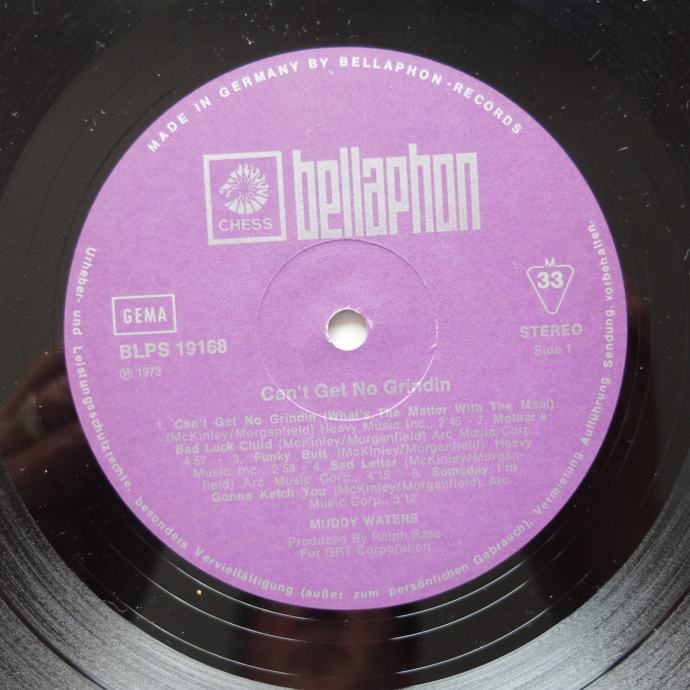 MADE IN GERMANY BY BELLAPHON-RECORDS
CHESS
bellaphon
GEMA
BLPS 19168
℗ 1973
M
33
STEREO
Side 1
Can't Get No Grindin
1. Can't Get No Grindin (What's The Matter With The Maal)
(McKinley/Morganfield) Heavy Music Inc., 2'45 - 2. Mother's
Bad Luck Child (McKinley/Morganfield) Arc Music Corp.,
4'57 - 3. Funky Butt (McKinley/Morganfield) Heavy
Music Inc., 2'53 - 4. Sad Letter (McKinley/Morgan-
field) Arc Music Corp., 4'15 - 5. Someday I'm
Gonna Ketch You (McKinley/Morganfield) Arc
Music Corp., 3'12
MUDDY WATERS
Produced By Ralph Bass
For GRT Corporation
Urheber- und Leistungsschutzrechte, besonders Vervielfältigung (außer zum persönlichen Gebrauch), Vermietung, Aufführung, Sendung, vorbehalten.